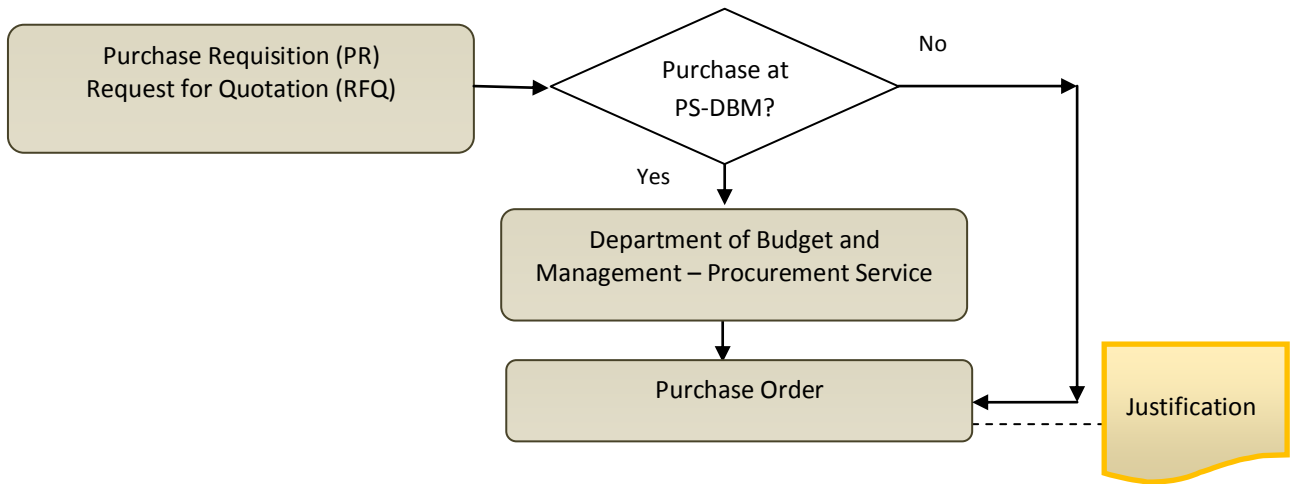 Purchase Requisition (PR)
Request for Quotation (RFQ)
Purchase at
PS-DBM?
No
Yes
Department of Budget and
Management – Procurement Service
Purchase Order
Justification